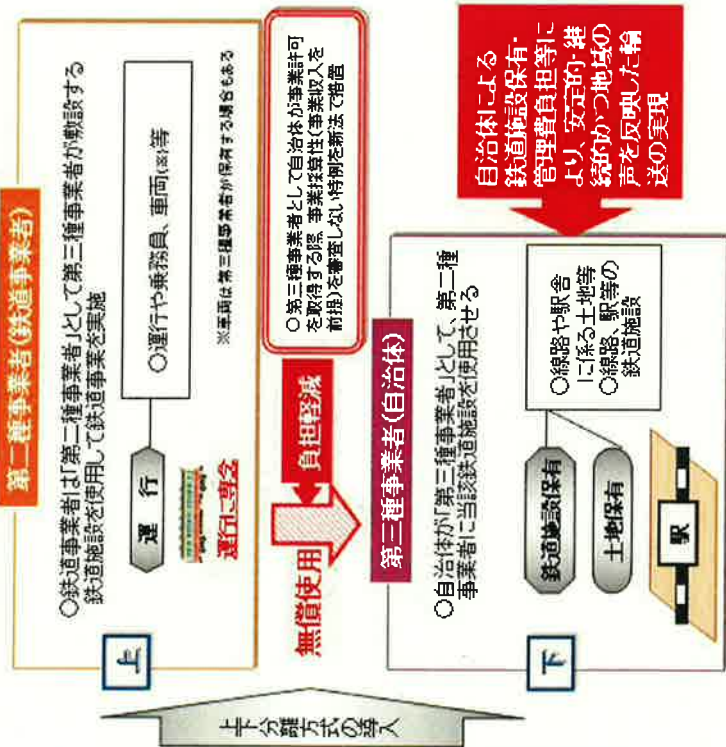 上下分離方式の導入
第二種事業者(鉄道事業者)
上
○鉄道事業者は「第二種事業者」として第三種事業者が敷設する
鉄道施設を使用して鉄道事業を実施
運 行
○運行や乗務員、車両(※)等
運行に専念
※車両は第三種事業者が保有する場合もある
無償使用
負担軽減
○第三種事業者として自治体が事業許可
を取得する際、事業採算性(事業収入を
前提)を審査しない特例を新法で措置
第三種事業者(自治体)
下
○自治体が「第三種事業者」として、第二種
事業者に当該鉄道施設を使用させる
鉄道施設保有
土地保有
○線路や駅舎
に係る土地等
○線路、駅等の
鉄道施設
駅
自治体による
鉄道施設保有・
管理費負担等に
より、安定的・継
続的かつ地域の
声を反映した輸
送の実現